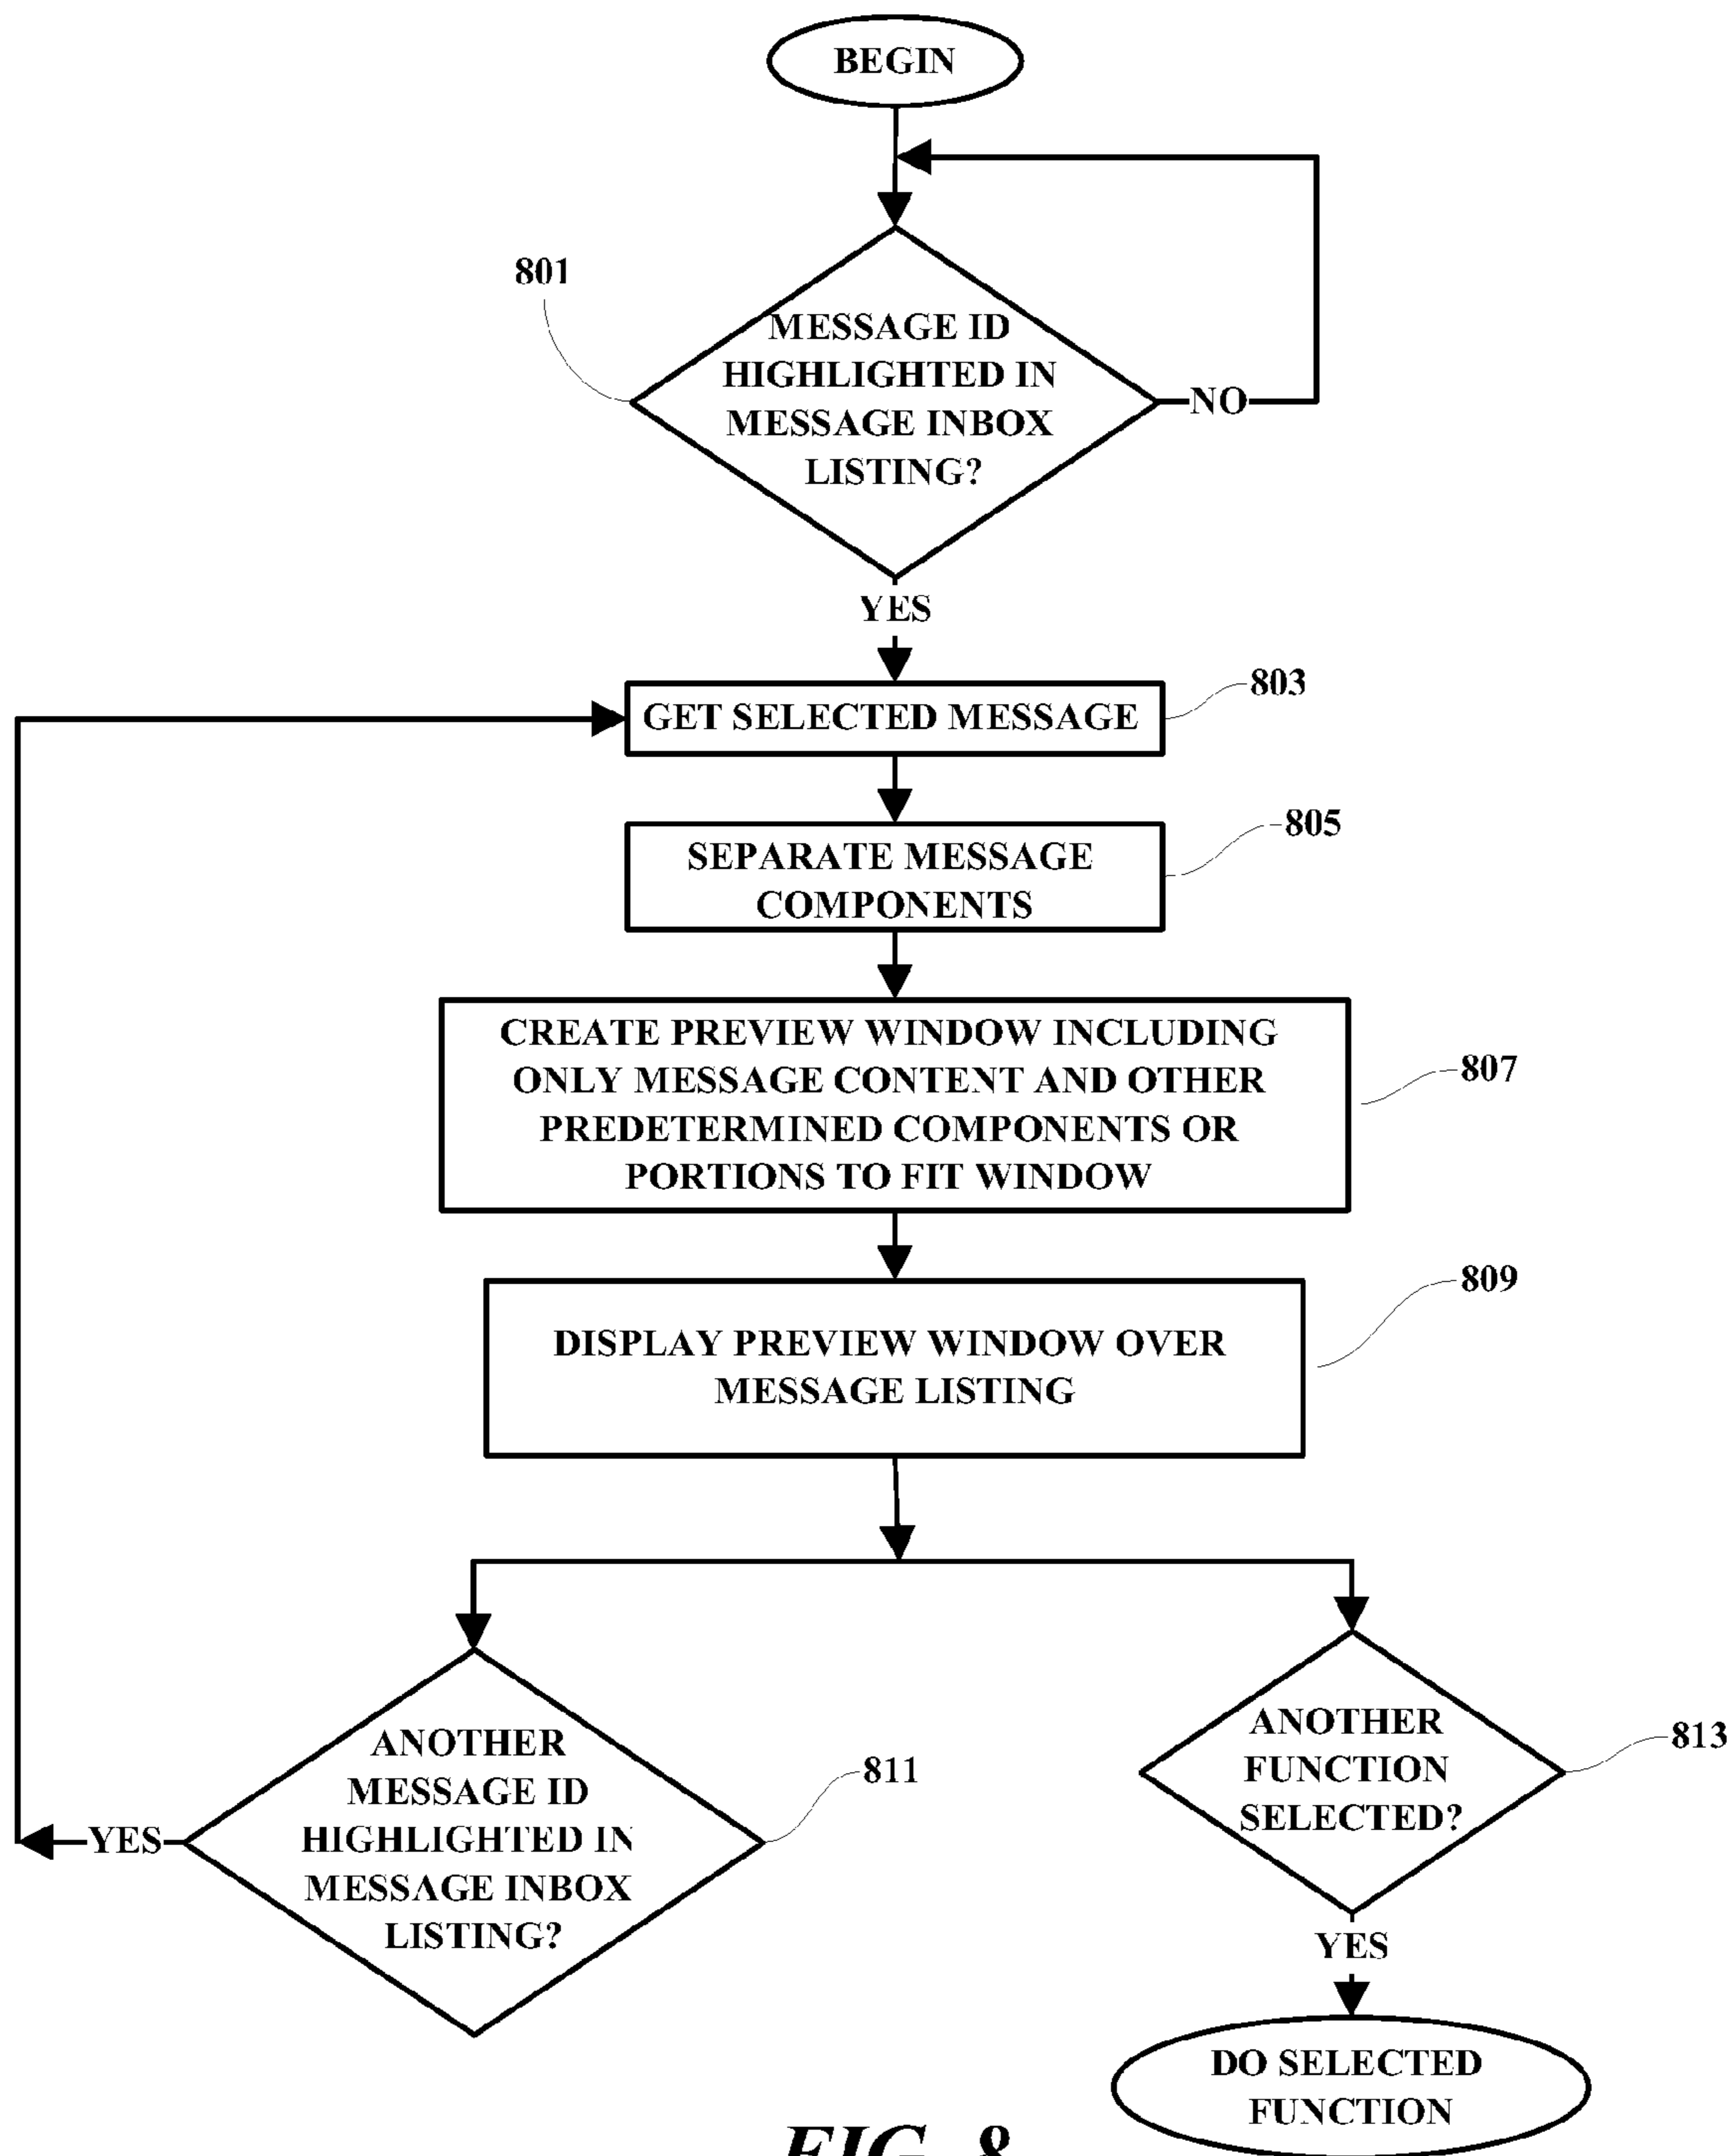 BEGIN
801
MESSAGE ID
HIGHLIGHTED IN
MESSAGE INBOX
LISTING?
NO
YES
803
GET SELECTED MESSAGE
805
SEPARATE MESSAGE
COMPONENTS
CREATE PREVIEW WINDOW INCLUDING
ONLY MESSAGE CONTENT AND OTHER
PREDETERMINED COMPONENTS OR
PORTIONS TO FIT WINDOW
807
809
DISPLAY PREVIEW WINDOW OVER
MESSAGE LISTING
ANOTHER
MESSAGE ID
HIGHLIGHTED IN
MESSAGE INBOX
LISTING?
811
YES
ANOTHER
FUNCTION
SELECTED?
813
YES
DO SELECTED
FUNCTION
FIG. 8